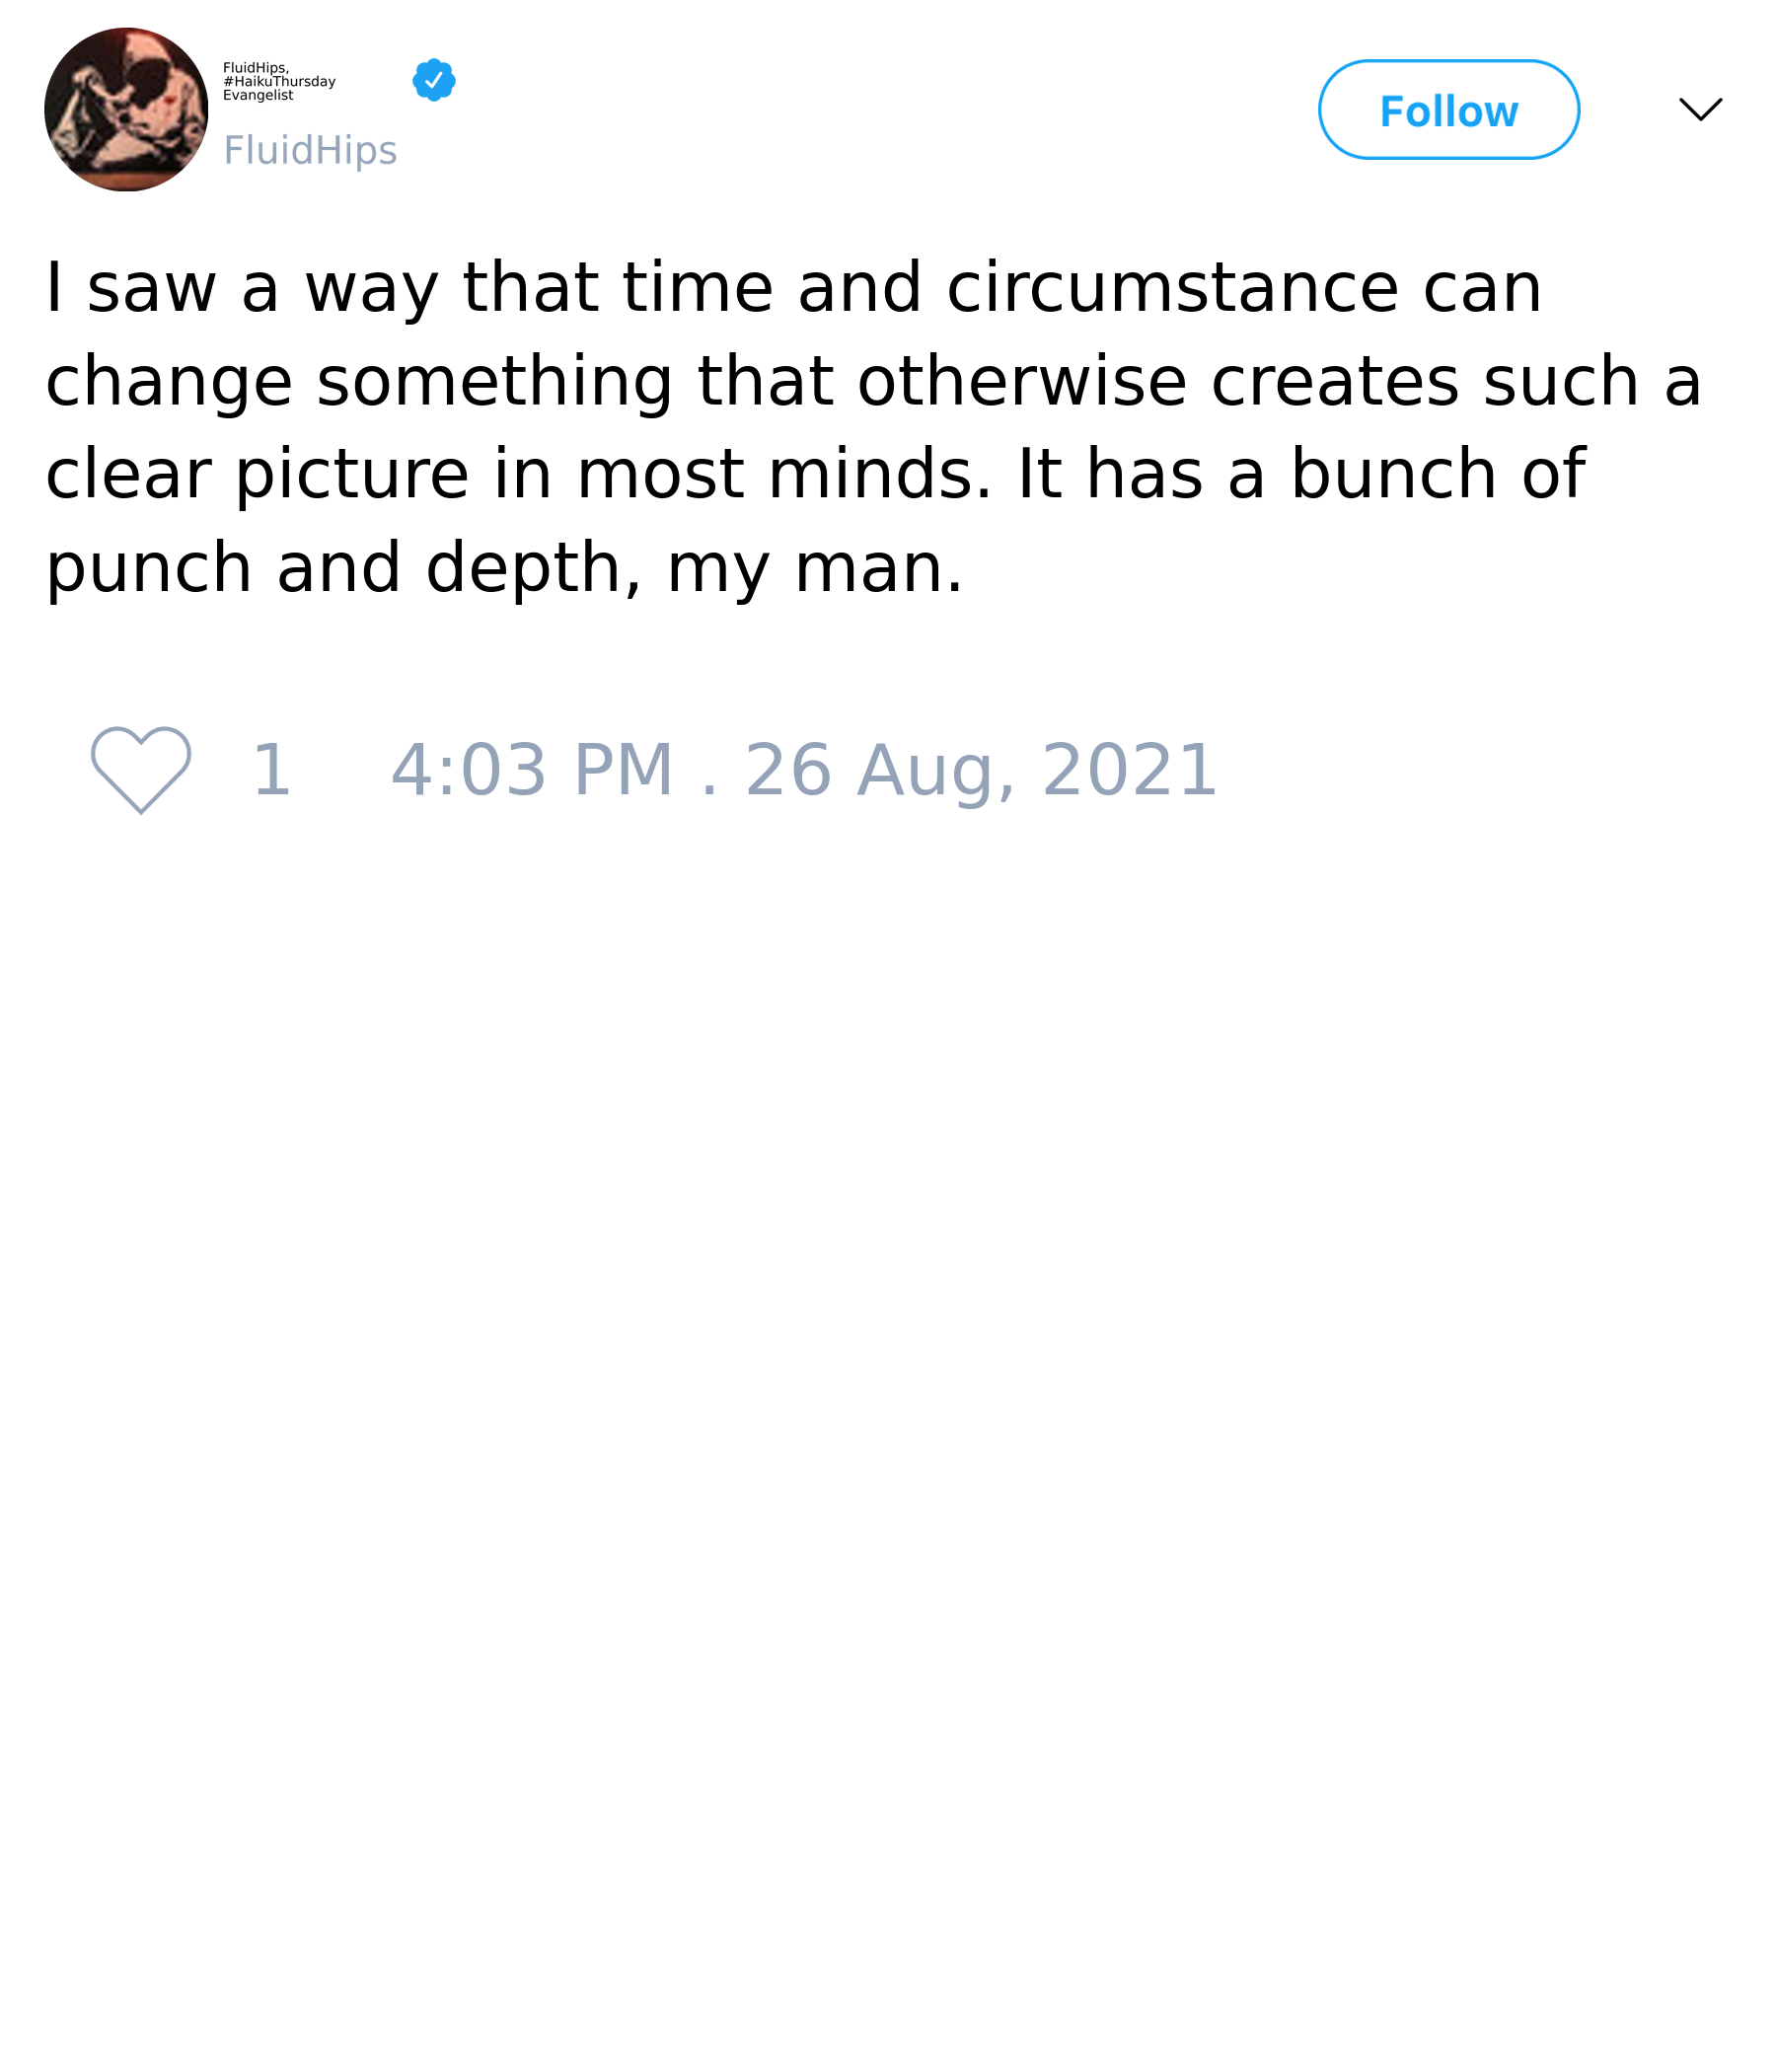 FluidHips,
#HaikuThursday
Evangelist
FluidHips
Follow
I saw a way that time and circumstance can
change something that otherwise creates such a
clear picture in most minds. It has a bunch of
punch and depth, my man.
1 4:03 PM . 26 Aug, 2021